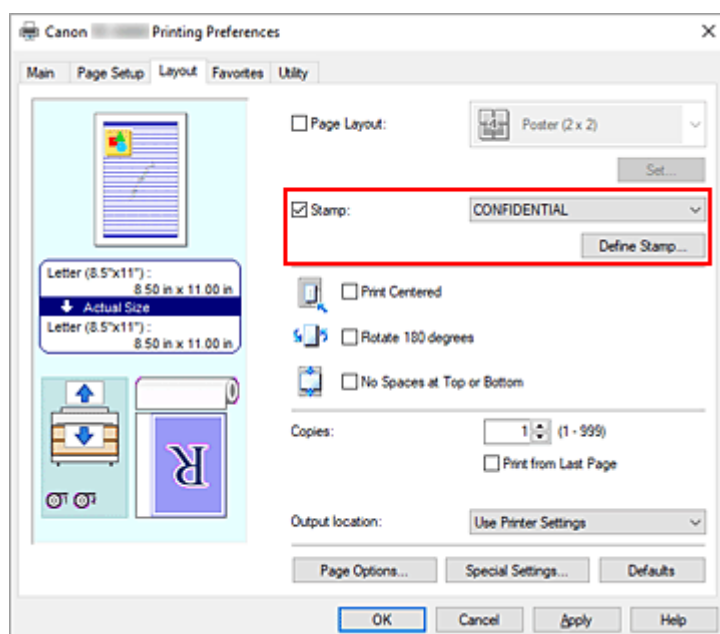 Canon Printing Preferences
Main Page Setup Layout Favorites Utility
Page Layout: Poster (2 x 2)
Set...
Stamp: CONFIDENTIAL
Define Stamp...
Letter (8.5"x11") :
8.50 in x 11.00 in
Actual Size
Letter (8.5"x11") :
8.50 in x 11.00 in
Print Centered
Rotate 180 degrees
No Spaces at Top or Bottom
Copies: 1 (1 - 999)
Print from Last Page
R
Output location: Use Printer Settings
Page Options... Special Settings... Defaults
OK Cancel Apply Help